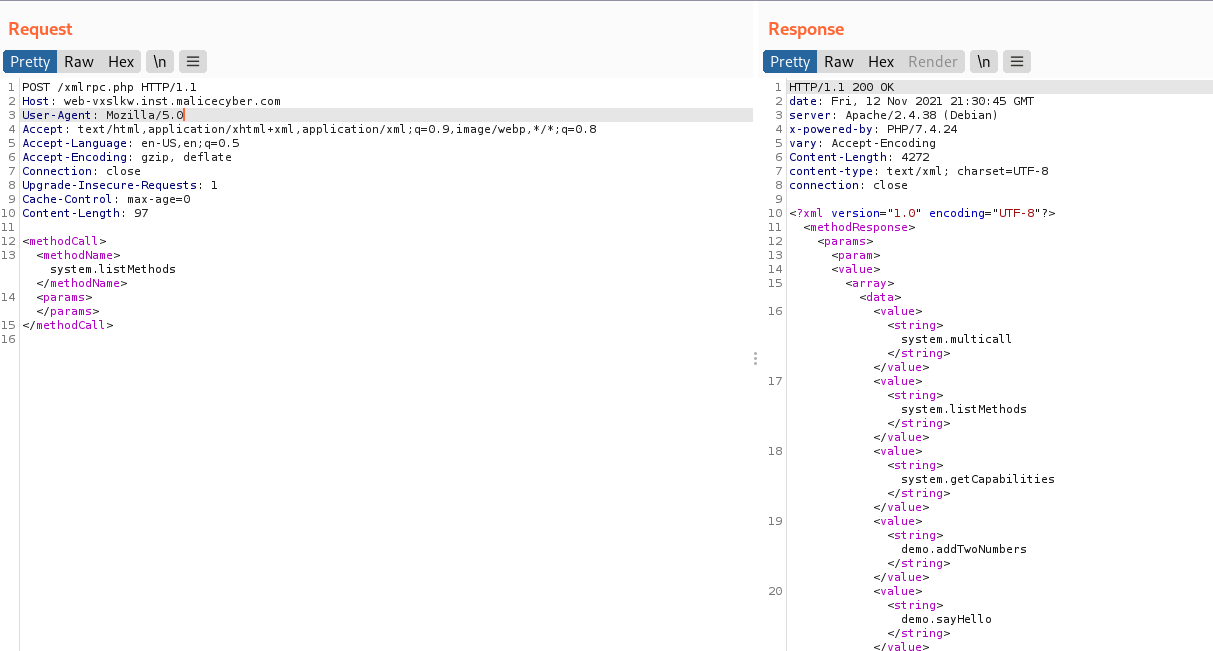 Request
Pretty Raw Hex \n
1 POST /xmlrpc.php HTTP/1.1
2 Host: web-vxslkw.inst.malicecyber.com
3 User-Agent: Mozilla/5.0
4 Accept: text/html,application/xhtml+xml,application/xml;q=0.9,image/webp,*/*;q=0.8
5 Accept-Language: en-US,en;q=0.5
6 Accept-Encoding: gzip, deflate
7 Connection: close
8 Upgrade-Insecure-Requests: 1
9 Cache-Control: max-age=0
10 Content-Length: 97
11
12 <methodCall>
13 <methodName>
system.listMethods
</methodName>
14 <params>
</params>
15 </methodCall>
16
Response
Pretty Raw Hex Render \n
1 HTTP/1.1 200 OK
2 date: Fri, 12 Nov 2021 21:30:45 GMT
3 server: Apache/2.4.38 (Debian)
4 x-powered-by: PHP/7.4.24
5 vary: Accept-Encoding
6 Content-Length: 4272
7 content-type: text/xml; charset=UTF-8
8 connection: close
9
10 <?xml version="1.0" encoding="UTF-8"?>
11 <methodResponse>
12 <params>
13 <param>
14 <value>
15 <array>
<data>
16 <value>
<string>
system.multicall
</string>
</value>
17 <value>
<string>
system.listMethods
</string>
</value>
18 <value>
<string>
system.getCapabilities
</string>
</value>
19 <value>
<string>
demo.addTwoNumbers
</string>
</value>
20 <value>
<string>
demo.sayHello
</string>
</value>